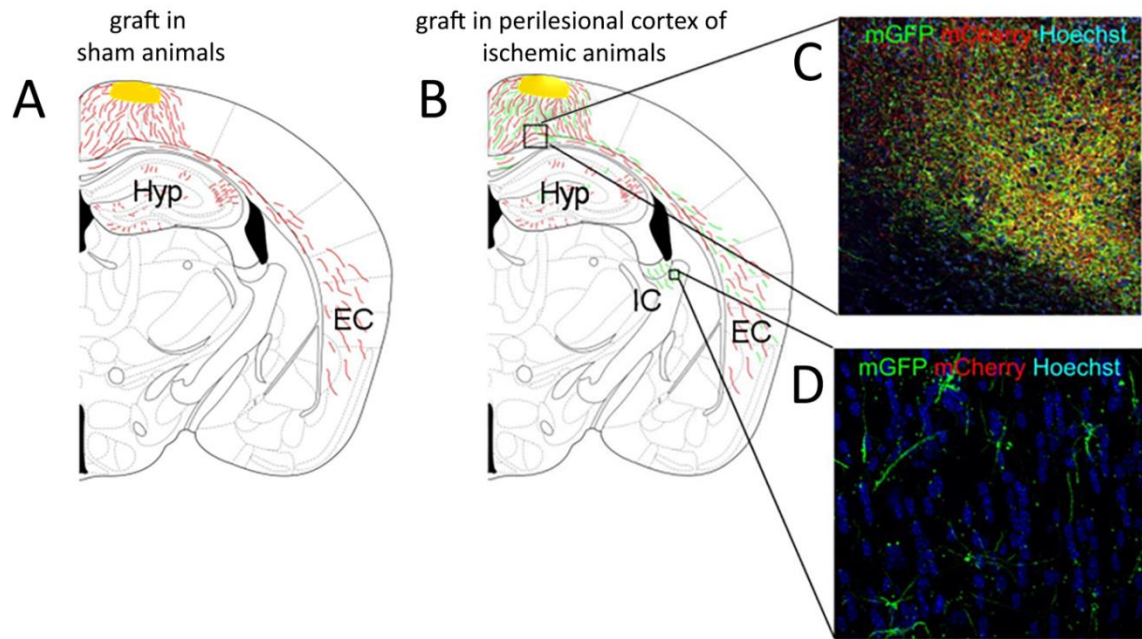 graft in
sham animals
A
Hyp
EC
graft in perilesional cortex of
ischemic animals
B
Hyp
IC
EC
C
mGFP mCherry Hoechst
D
mGFP mCherry Hoechst